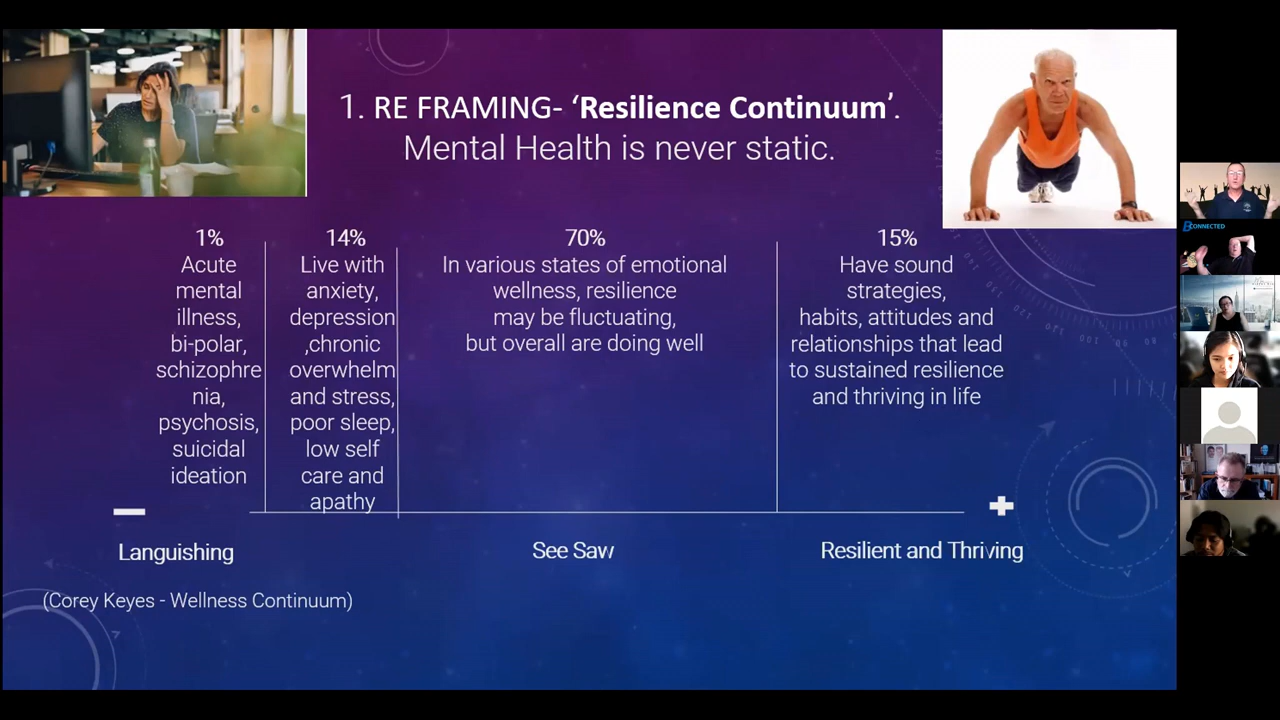 1. RE FRAMING- ‘Resilience Continuum’.
Mental Health is never static.
1%
Acute
mental
illness,
bi-polar,
schizophre
nia,
psychosis,
suicidal
ideation
14%
Live with
anxiety,
depression
,chronic
overwhelm
and stress,
poor sleep,
low self
care and
apathy
70%
In various states of emotional
wellness, resilience
may be fluctuating,
but overall are doing well
15%
Have sound
strategies,
habits, attitudes and
relationships that lead
to sustained resilience
and thriving in life
Languishing
See Saw
Resilient and Thriving
(Corey Keyes - Wellness Continuum)
BCONNECTED